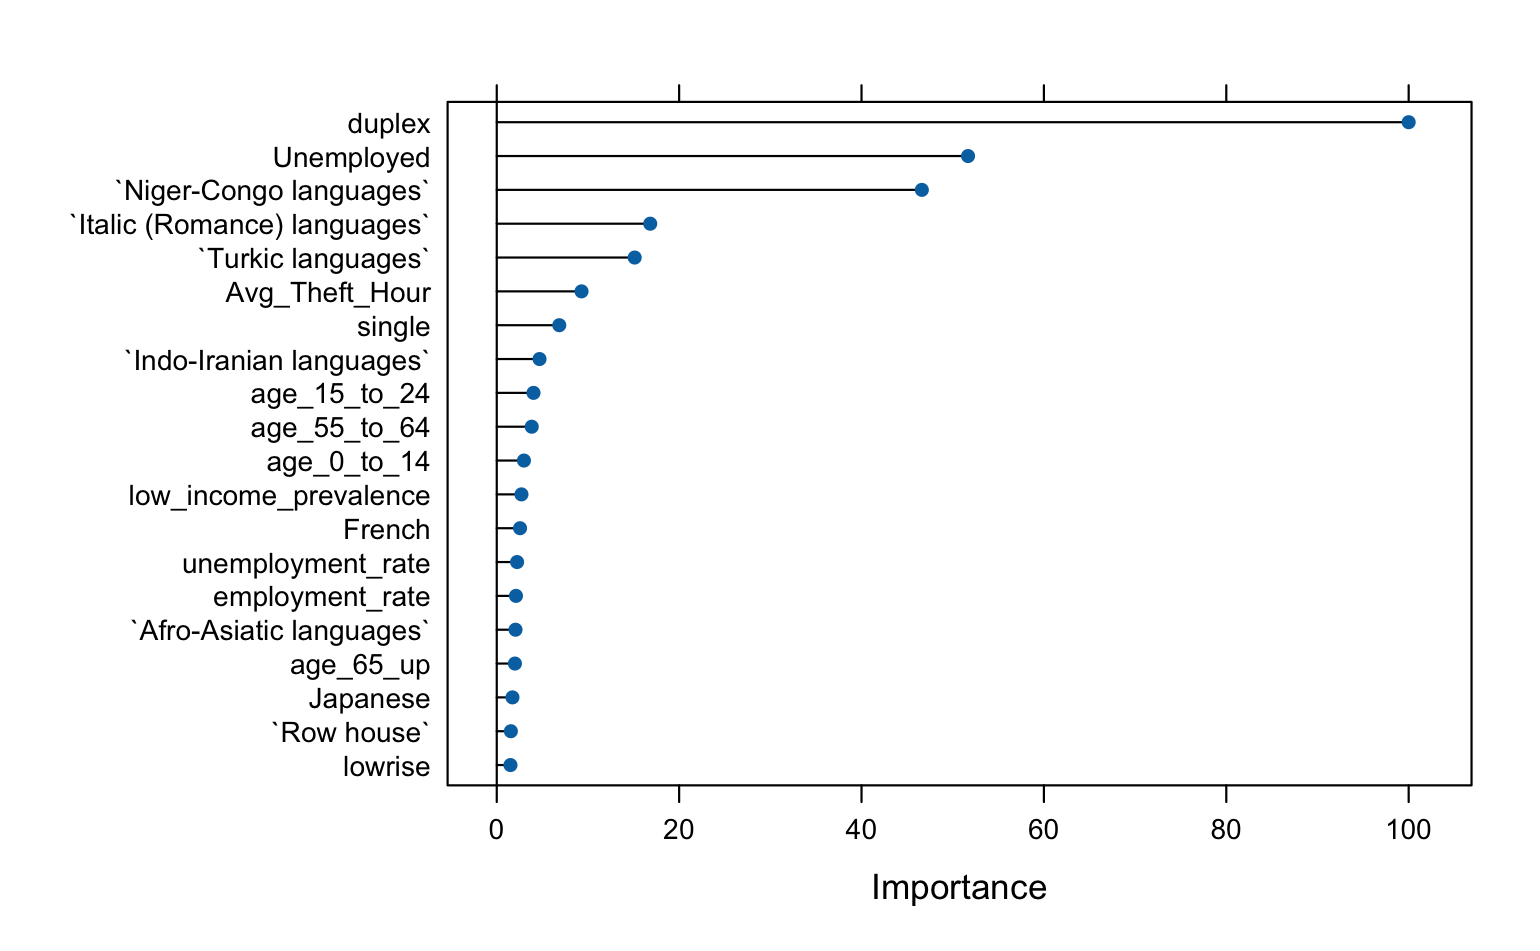 duplex
Unemployed
`Niger-Congo languages`
`Italic (Romance) languages`
`Turkic languages`
Avg_Theft_Hour
single
`Indo-Iranian languages`
age_15_to_24
age_55_to_64
age_0_to_14
low_income_prevalence
French
unemployment_rate
employment_rate
`Afro-Asiatic languages`
age_65_up
Japanese
`Row house`
lowrise
0 20 40 60 80 100
Importance